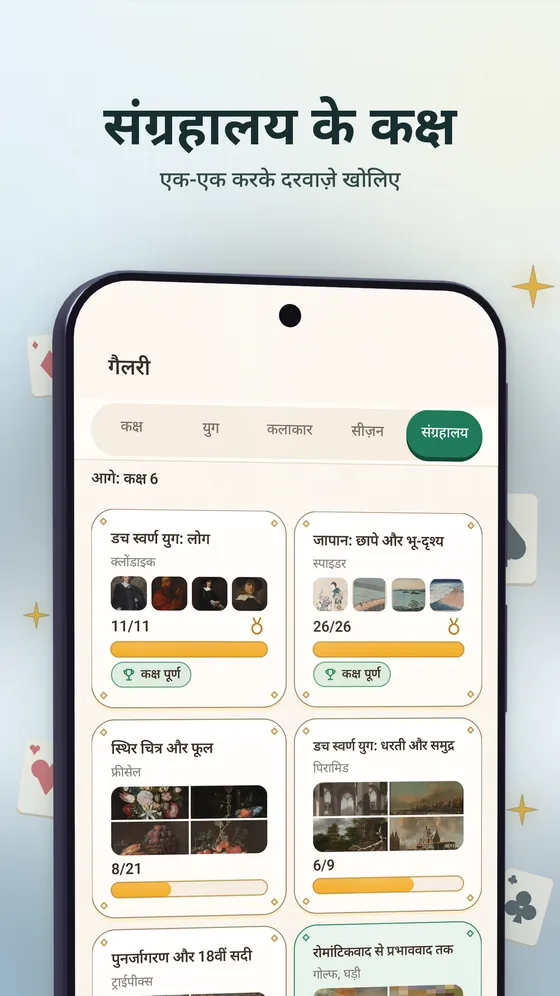 संग्रहालय के कक्ष
एक-एक करके दरवाज़े खोलिए
गैलरी
कक्ष युग कलाकार सीज़न संग्रहालय
आगे: कक्ष 6
डच स्वर्ण युग: लोग
क्लोंडाइक
11/11
कक्ष पूर्ण
जापान: छापे और भू-दृश्य
स्पाइडर
26/26
कक्ष पूर्ण
स्थिर चित्र और फूल
फ्रीसेल
8/21
डच स्वर्ण युग: धरती और समुद्र
पिरामिड
6/9
पुनर्जागरण और 18वीं सदी
ट्राईपीक्स
रोमांटिकवाद से प्रभाववाद तक
गोल्फ, घड़ी